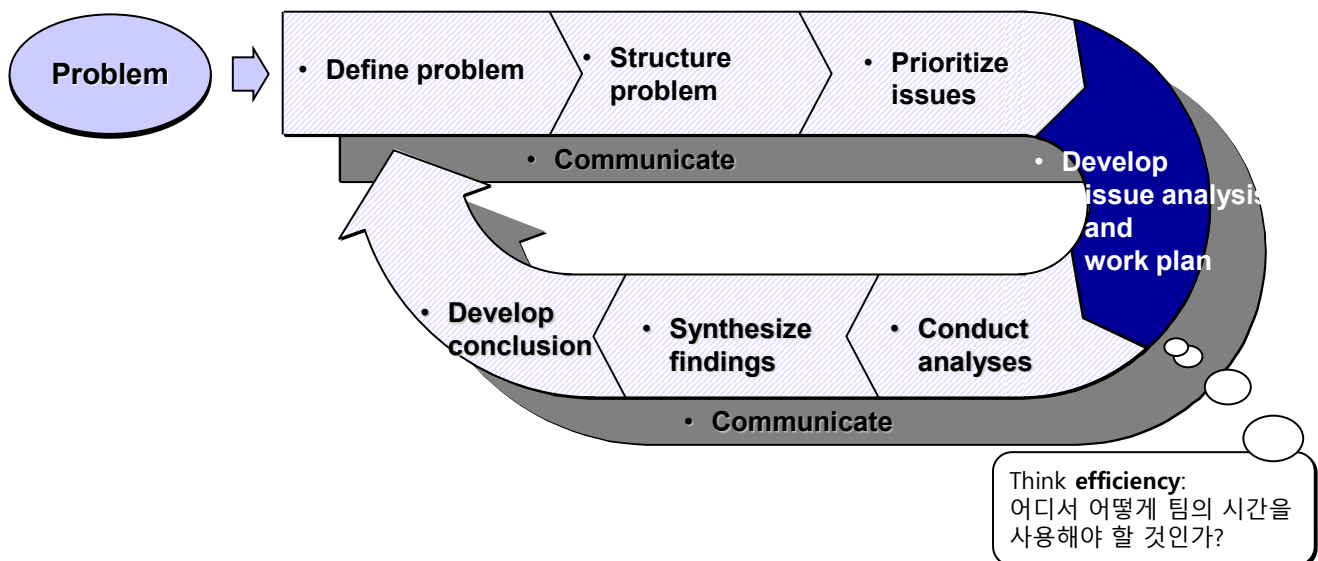 Problem
• Define problem
• Structure
problem
• Prioritize
issues
• Communicate
• Develop
issue analysis
and
work plan
• Develop
conclusion
• Synthesize
findings
• Conduct
analyses
• Communicate
Think efficiency:
어디서 어떻게 팀의 시간을
사용해야 할 것인가?